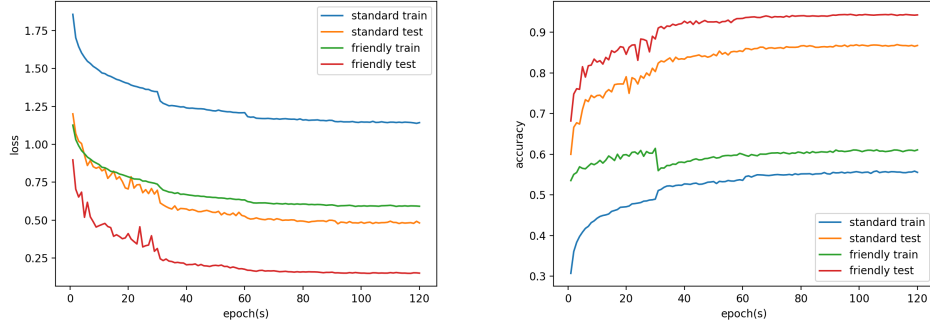 loss
1.75
1.50
1.25
1.00
0.75
0.50
0.25
0
20
40
60
80
100
120
epoch(s)
standard train
standard test
friendly train
friendly test
accuracy
0.9
0.8
0.7
0.6
0.5
0.4
0.3
0
20
40
60
80
100
120
epoch(s)
standard train
standard test
friendly train
friendly test